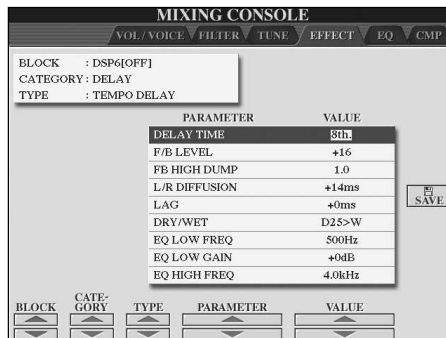 MIXING CONSOLE
VOL / VOICE FILTER TUNE EFFECT EQ CMP
BLOCK : DSP6[OFF]
CATEGORY : DELAY
TYPE : TEMPO DELAY
PARAMETER VALUE
DELAY TIME 8th.
F/B LEVEL +16
FB HIGH DUMP 1.0
L/R DIFFUSION +14ms
LAG +0ms
DRY/WET D25>W
EQ LOW FREQ 500Hz
EQ LOW GAIN +0dB
EQ HIGH FREQ 4.0kHz
SAVE
BLOCK CATE-GORY TYPE PARAMETER VALUE